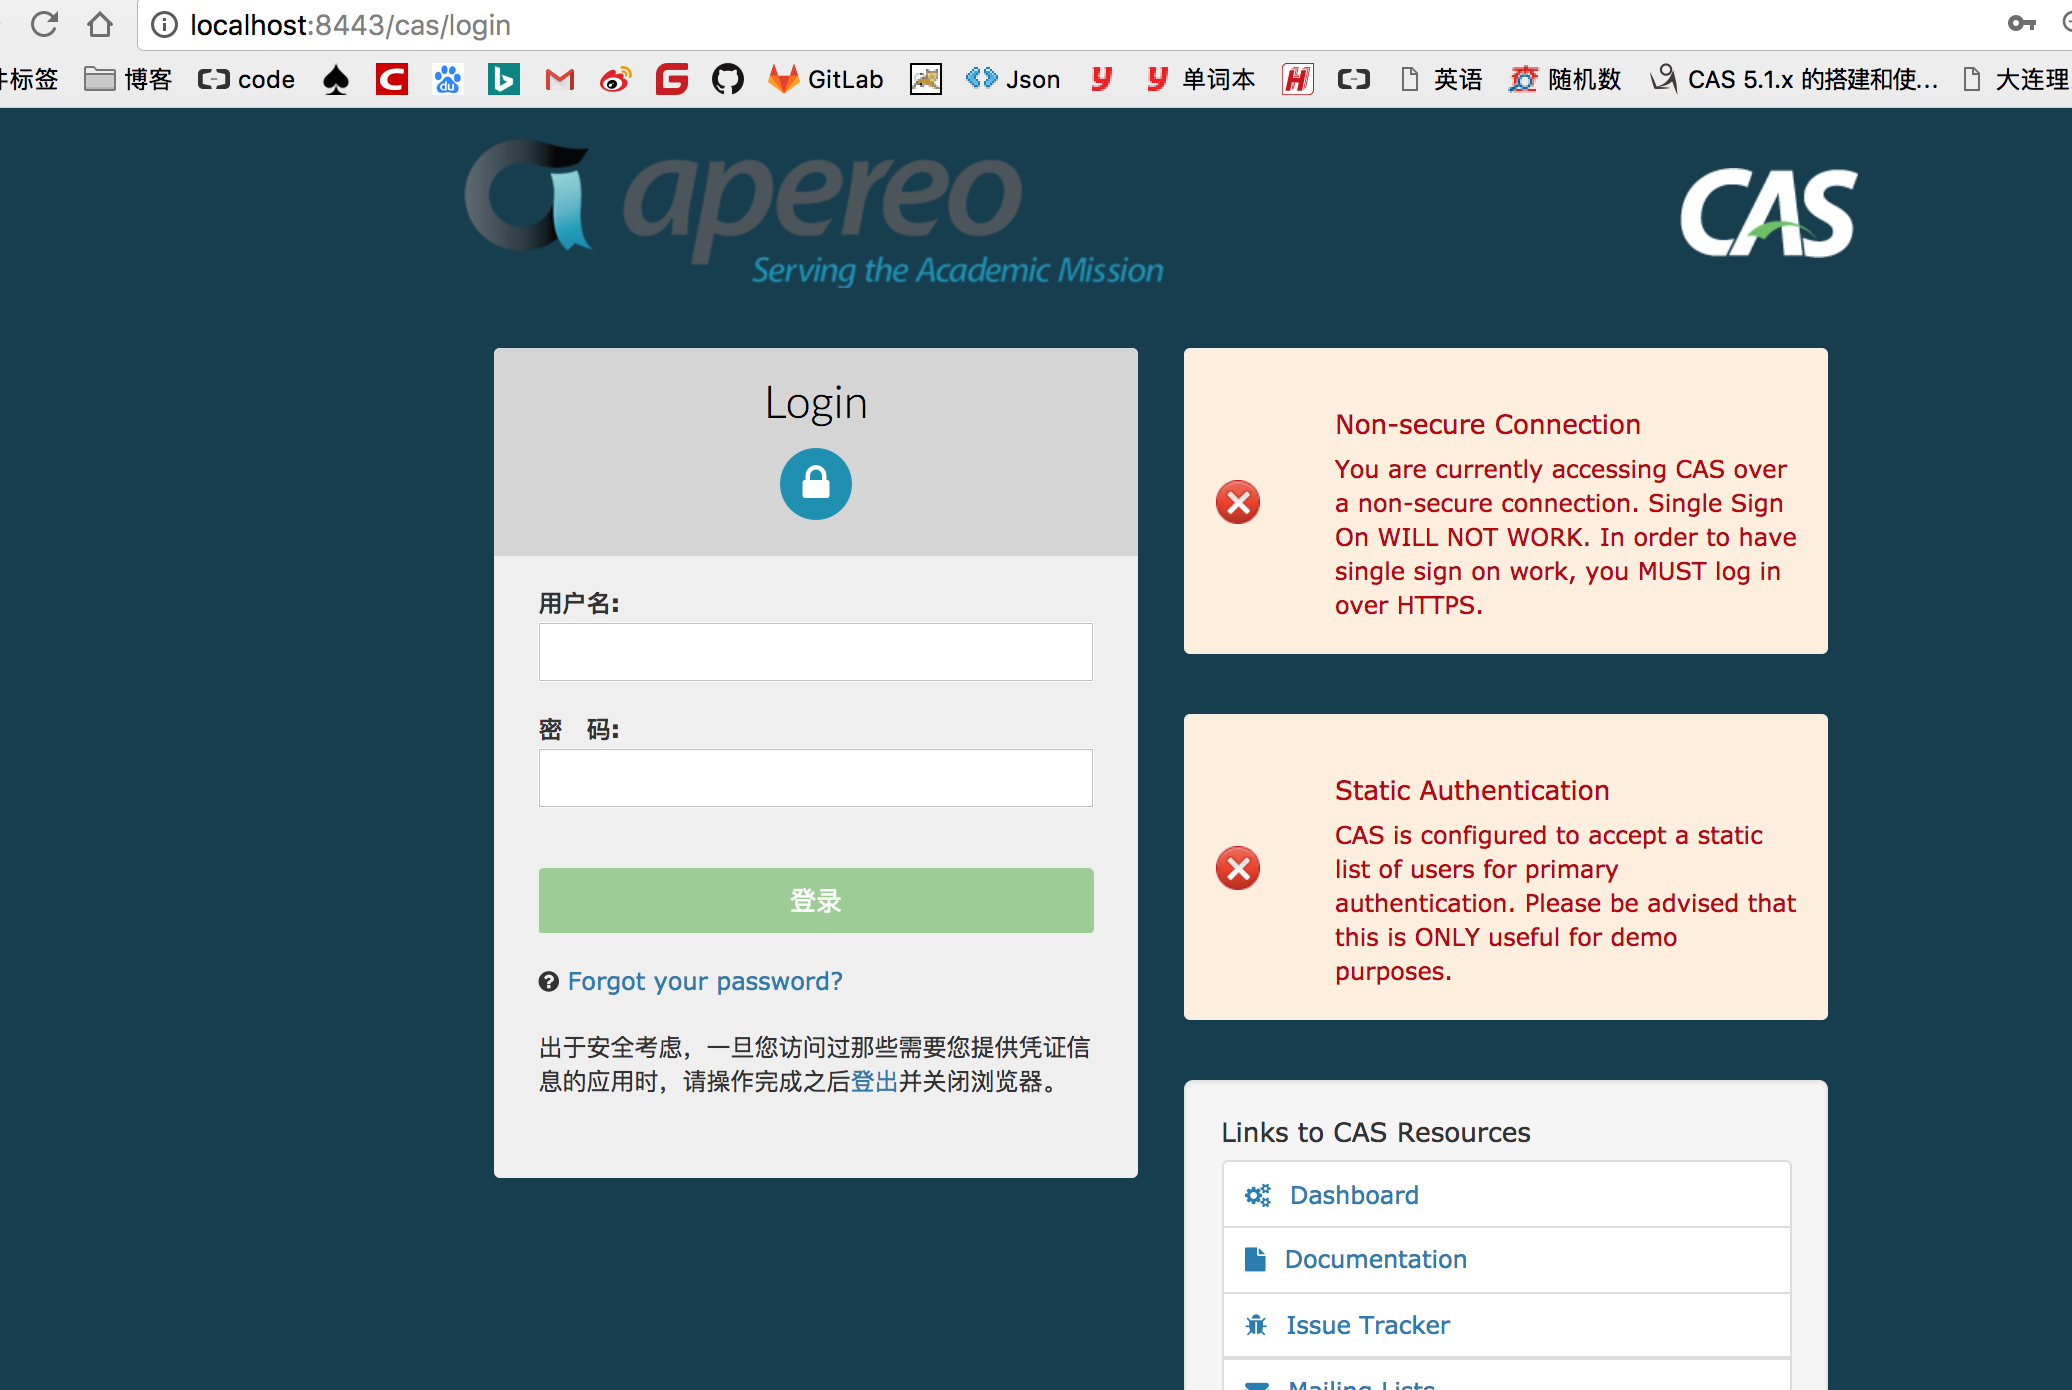 localhost:8443/cas/login
件标签 博客 code GitLab Json 单词本 英语 随机数 CAS 5.1.x 的搭建和使... 大连理
apereo
Serving the Academic Mission
CAS
Login
用户名:
密 码:
登录
Forgot your password?
出于安全考虑，一旦您访问过那些需要您提供凭证信
息的应用时，请操作完成之后登出并关闭浏览器。
Non-secure Connection
You are currently accessing CAS over
a non-secure connection. Single Sign
On WILL NOT WORK. In order to have
single sign on work, you MUST log in
over HTTPS.
Static Authentication
CAS is configured to accept a static
list of users for primary
authentication. Please be advised that
this is ONLY useful for demo
purposes.
Links to CAS Resources
Dashboard
Documentation
Issue Tracker
Mailing Lists